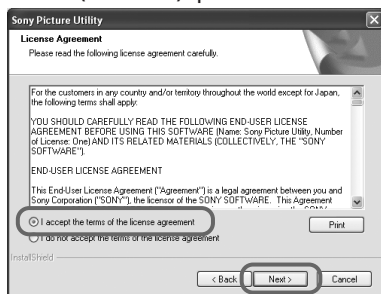 Sony Picture Utility
License Agreement
Please read the following license agreement carefully.
For the customers in any country and/or territory throughout the world except for Japan,
the following terms shall apply:
YOU SHOULD CAREFULLY READ THE FOLLOWING END-USER LICENSE
AGREEMENT BEFORE USING THIS SOFTWARE (Name: Sony Picture Utility, Number
of License: One) AND ITS RELATED MATERIALS (COLLECTIVELY, THE "SONY
SOFTWARE").
END-USER LICENSE AGREEMENT
This End-User License Agreement ("Agreement") is a legal agreement between you and
Sony Corporation ("SONY"), the licensor of the SONY SOFTWARE. This Agreement
I accept the terms of the license agreement
Print
I do not accept the terms of the license agreement
InstallShield
< Back
Next >
Cancel